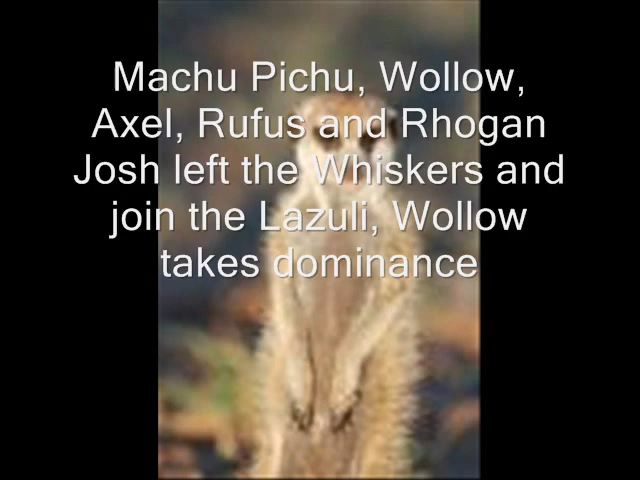 Machu Pichu, Wollow,
Axel, Rufus and Rhogan
Josh left the Whiskers and
join the Lazuli, Wollow
takes dominance